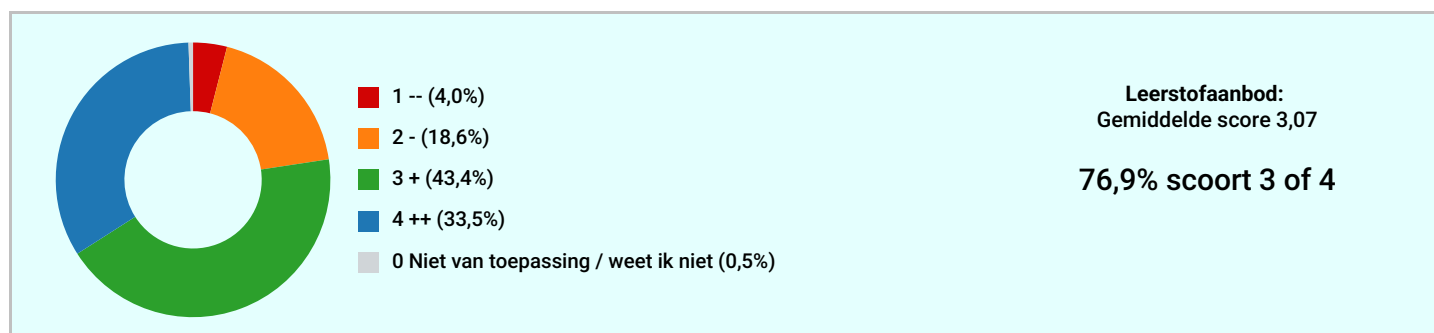 1 -- (4,0%)
2 - (18,6%)
3 + (43,4%)
4 ++ (33,5%)
0 Niet van toepassing / weet ik niet (0,5%)
Leerstofaanbod:
Gemiddelde score 3,07
76,9% scoort 3 of 4